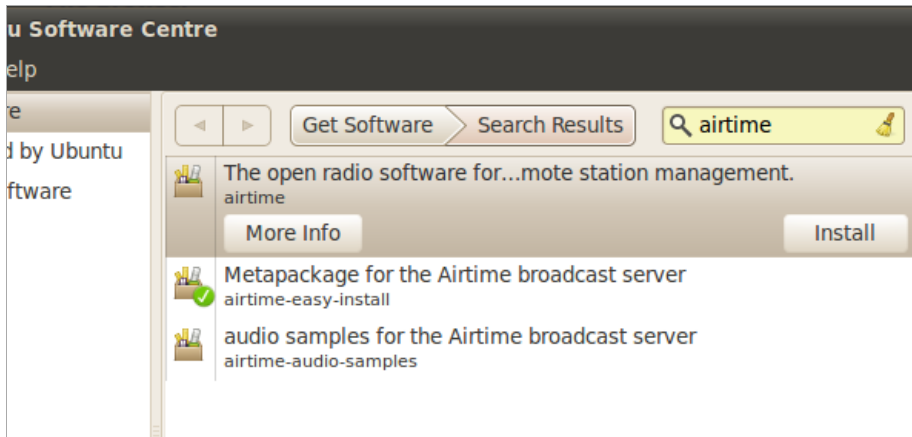 u Software Centre
elp
re
d by Ubuntu
ftware
Get Software
Search Results
airtime
The open radio software for...mote station management.
airtime
More Info
Install
Metapackage for the Airtime broadcast server
airtime-easy-install
audio samples for the Airtime broadcast server
airtime-audio-samples